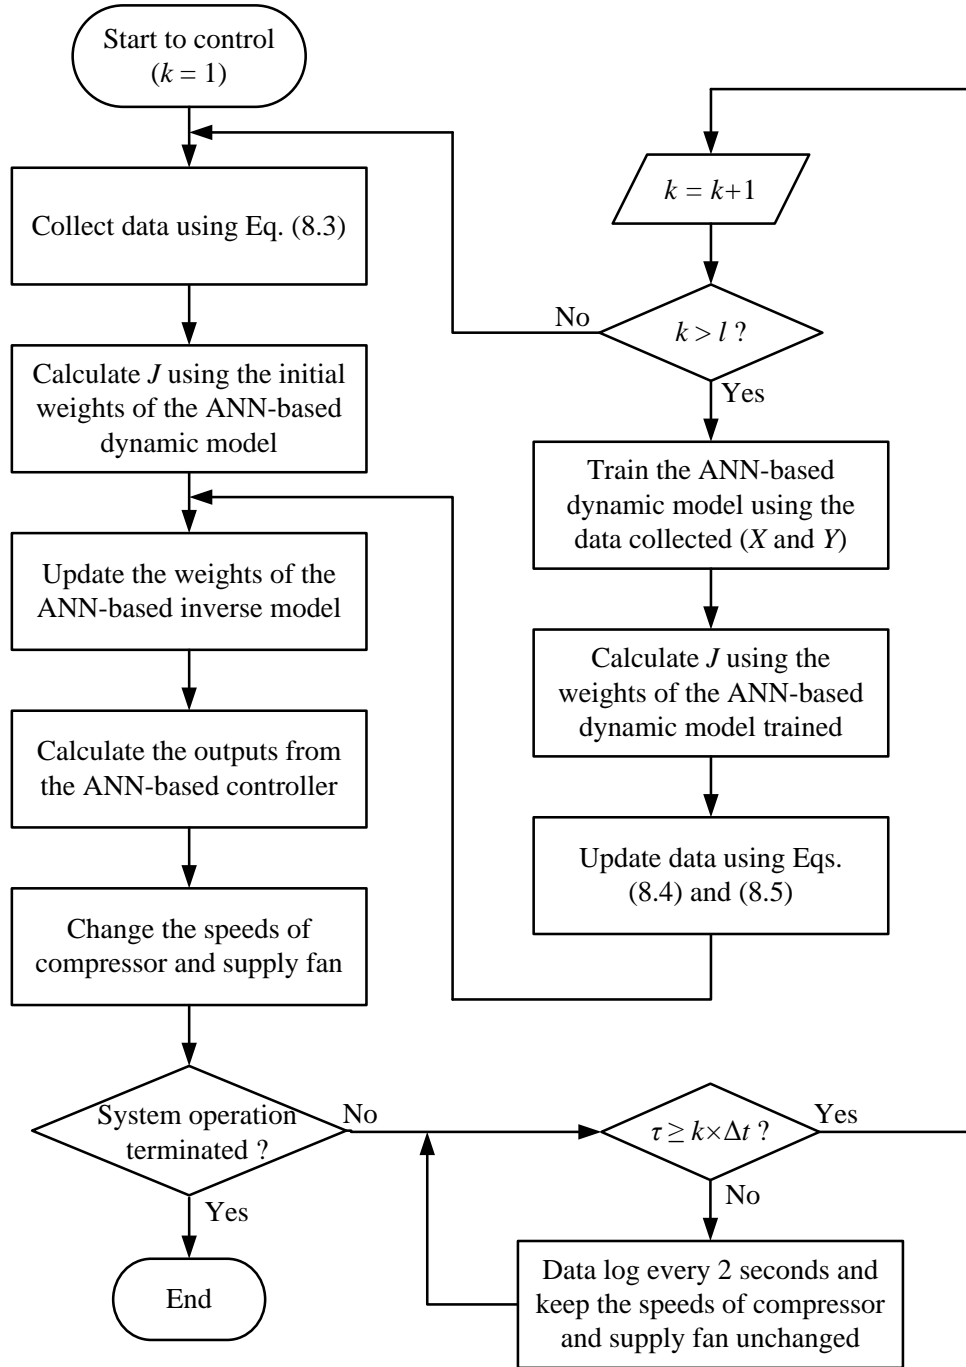 Start to control
(k = 1)
Collect data using Eq. (8.3)
Calculate J using the initial
weights of the ANN-based
dynamic model
Update the weights of the
ANN-based inverse model
Calculate the outputs from
the ANN-based controller
Change the speeds of
compressor and supply fan
System operation
terminated ?
No
Yes
End
k = k+1
k > l ?
No
Yes
Train the ANN-based
dynamic model using the
data collected (X and Y)
Calculate J using the
weights of the ANN-based
dynamic model trained
Update data using Eqs.
(8.4) and (8.5)
τ ≥ k×Δt ?
Yes
No
Data log every 2 seconds and
keep the speeds of compressor
and supply fan unchanged